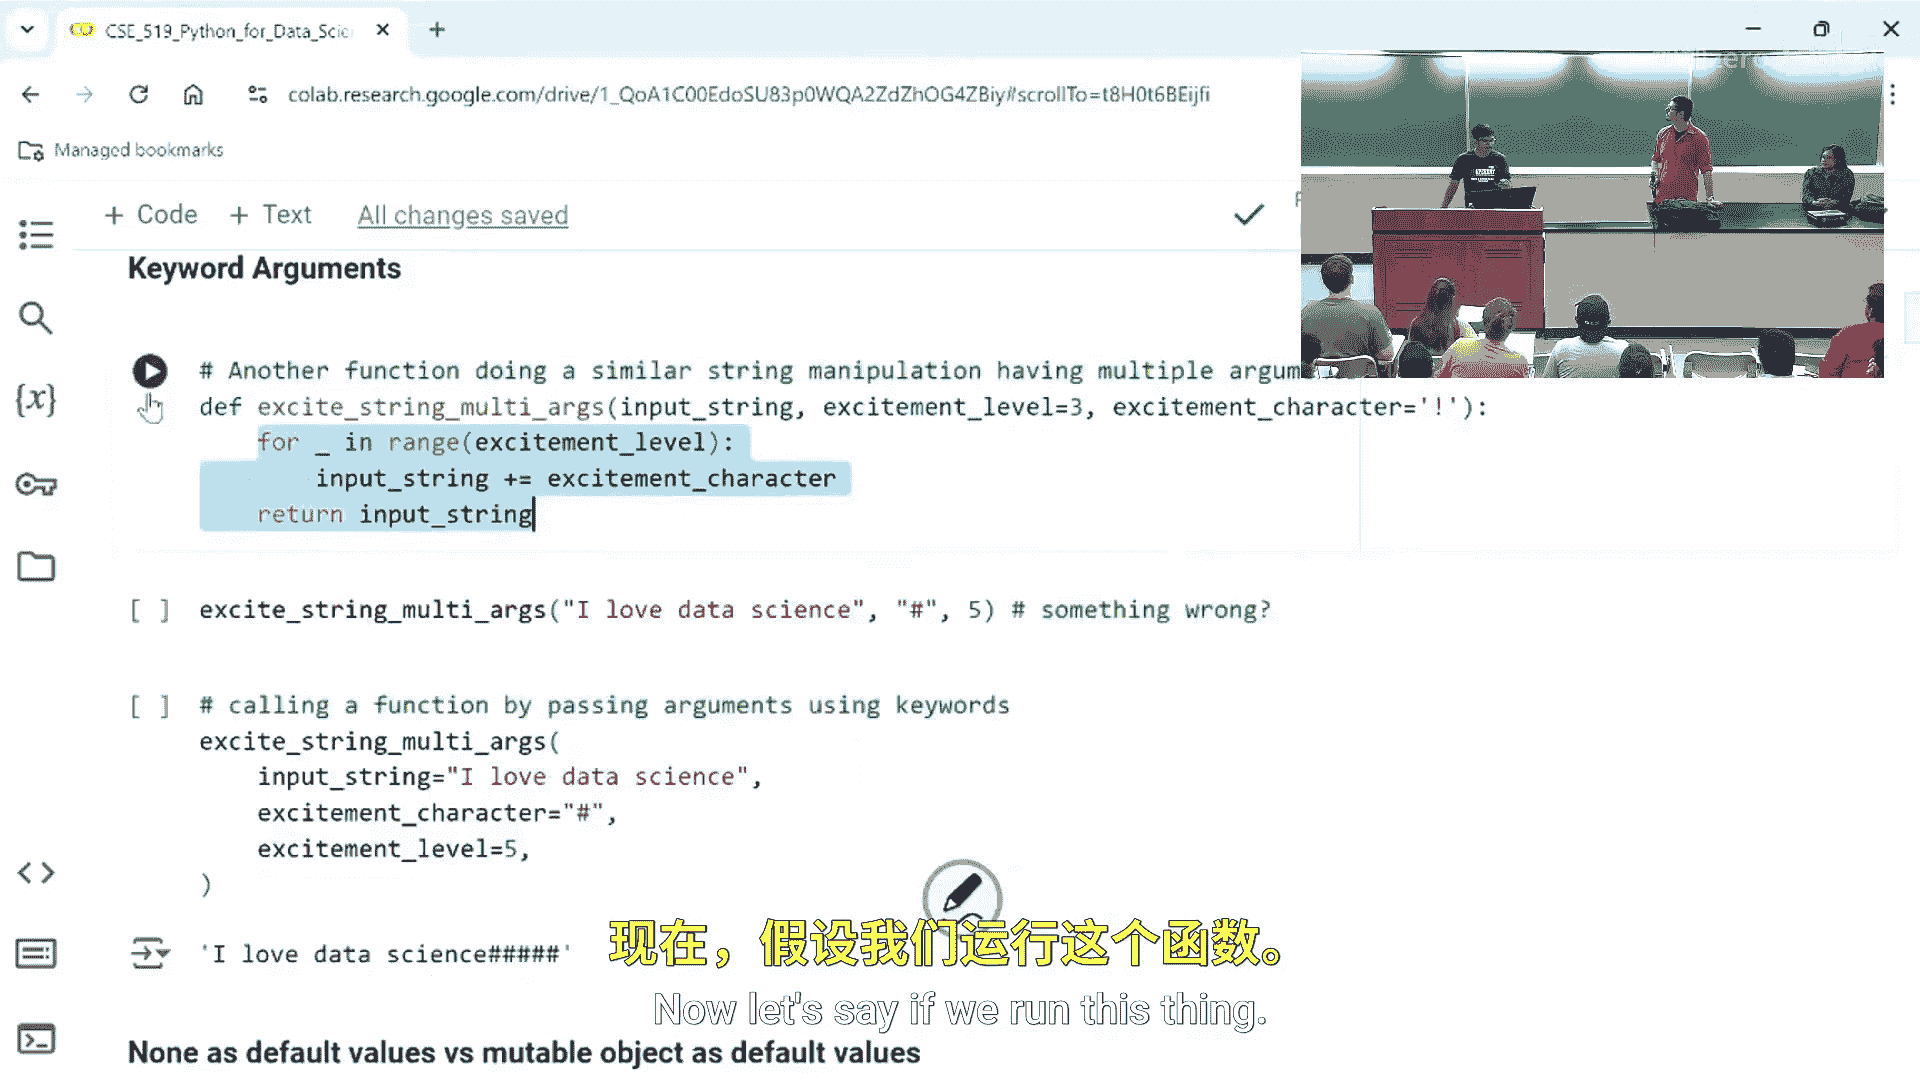 CSE_519_Python_for_Data_Scie
colab.research.google.com/drive/1_QoA1C00EdoSU83p0WQA2ZdZhOG4ZBiy#scrollTo=t8H0t6BEijfi
Managed bookmarks
+ Code + Text All changes saved
Keyword Arguments
# Another function doing a similar string manipulation having multiple argum
def excite_string_multi_args(input_string, excitement_level=3, excitement_character='!'):
for _ in range(excitement_level):
input_string += excitement_character
return input_string
[ ] excite_string_multi_args("I love data science", "#", 5) # something wrong?
[ ] # calling a function by passing arguments using keywords
excite_string_multi_args(
input_string="I love data science",
excitement_character="#",
excitement_level=5,
)
'I love data science#####'
现在，假设我们运行这个函数。
Now let's say if we run this thing.
None as default values vs mutable object as default values